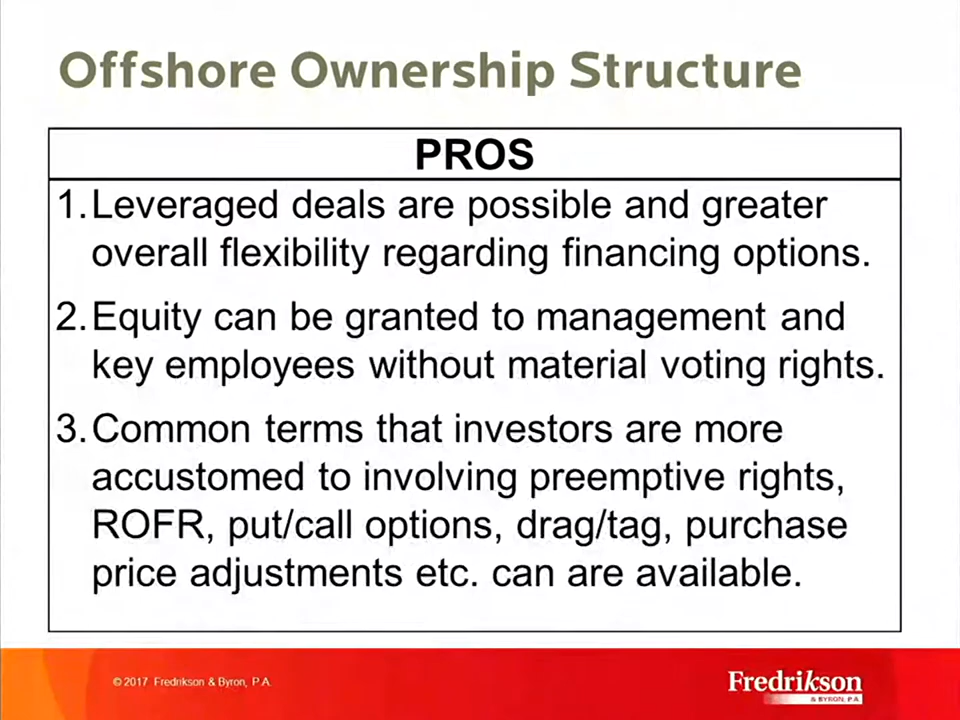 Offshore Ownership Structure
PROS
1. Leveraged deals are possible and greater
overall flexibility regarding financing options.
2. Equity can be granted to management and
key employees without material voting rights.
3. Common terms that investors are more
accustomed to involving preemptive rights,
ROFR, put/call options, drag/tag, purchase
price adjustments etc. can are available.
© 2017 Fredrikson & Byron, P.A.
Fredrikson
& BYRON, P.A.